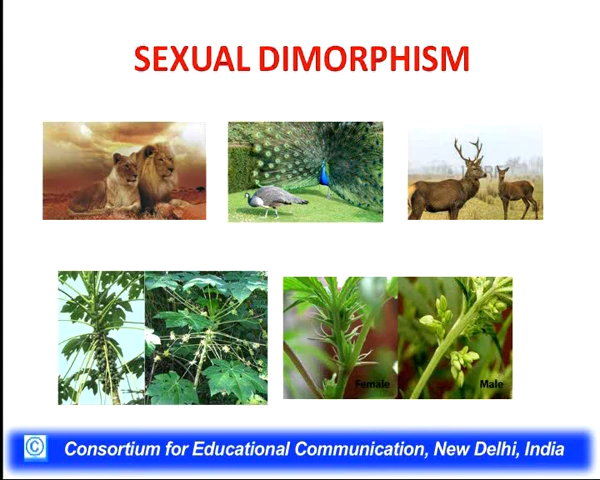 SEXUAL DIMORPHISM
Female
Male
© Consortium for Educational Communication, New Delhi, India